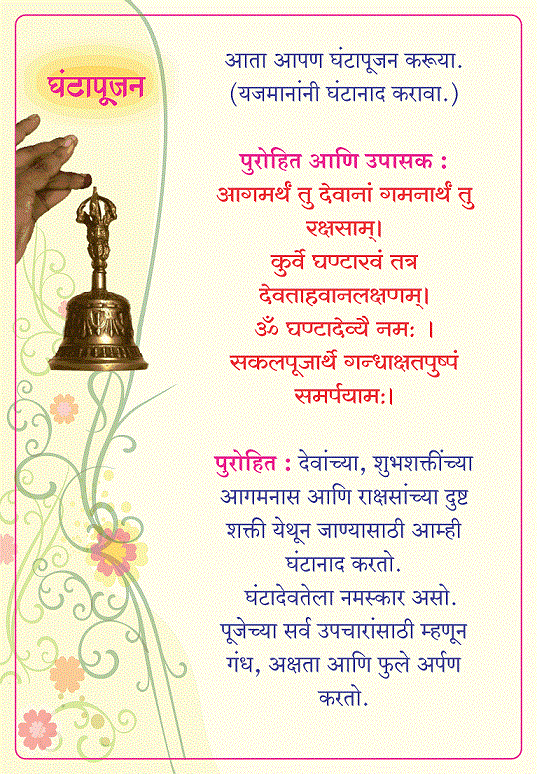 घंटापूजन
आता आपण घंटापूजन करूया.
(यजमानांनी घंटानाद करावा.)
पुरोहित आणि उपासक :
आगमर्थं तु देवानां गमनार्थं तु
रक्षसाम्।
कुर्वे घण्टारवं तत्र
देवताहवानलक्षणम्।
ॐ घण्टादेव्यै नमः ।
सकलपूजार्थे गन्धाक्षतपुष्पं
समर्पयामः।
पुरोहित : देवांच्या, शुभशक्तींच्या
आगमनास आणि राक्षसांच्या दुष्ट
शक्ती येथून जाण्यासाठी आम्ही
घंटानाद करतो.
घंटादेवतेला नमस्कार असो.
पूजेच्या सर्व उपचारांसाठी म्हणून
गंध, अक्षता आणि फुले अर्पण
करतो.